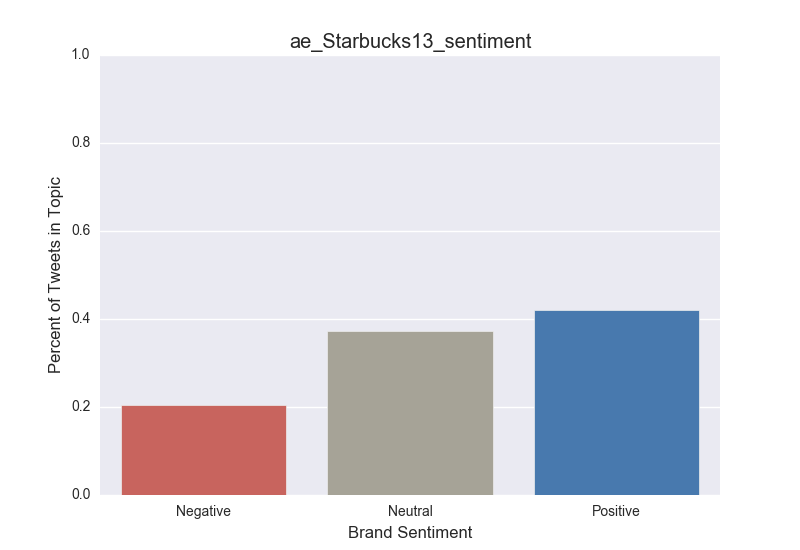 ae_Starbucks13_sentiment
1.0
0.8
0.6
0.4
0.2
0.0
Percent of Tweets in Topic
Negative
Neutral
Positive
Brand Sentiment